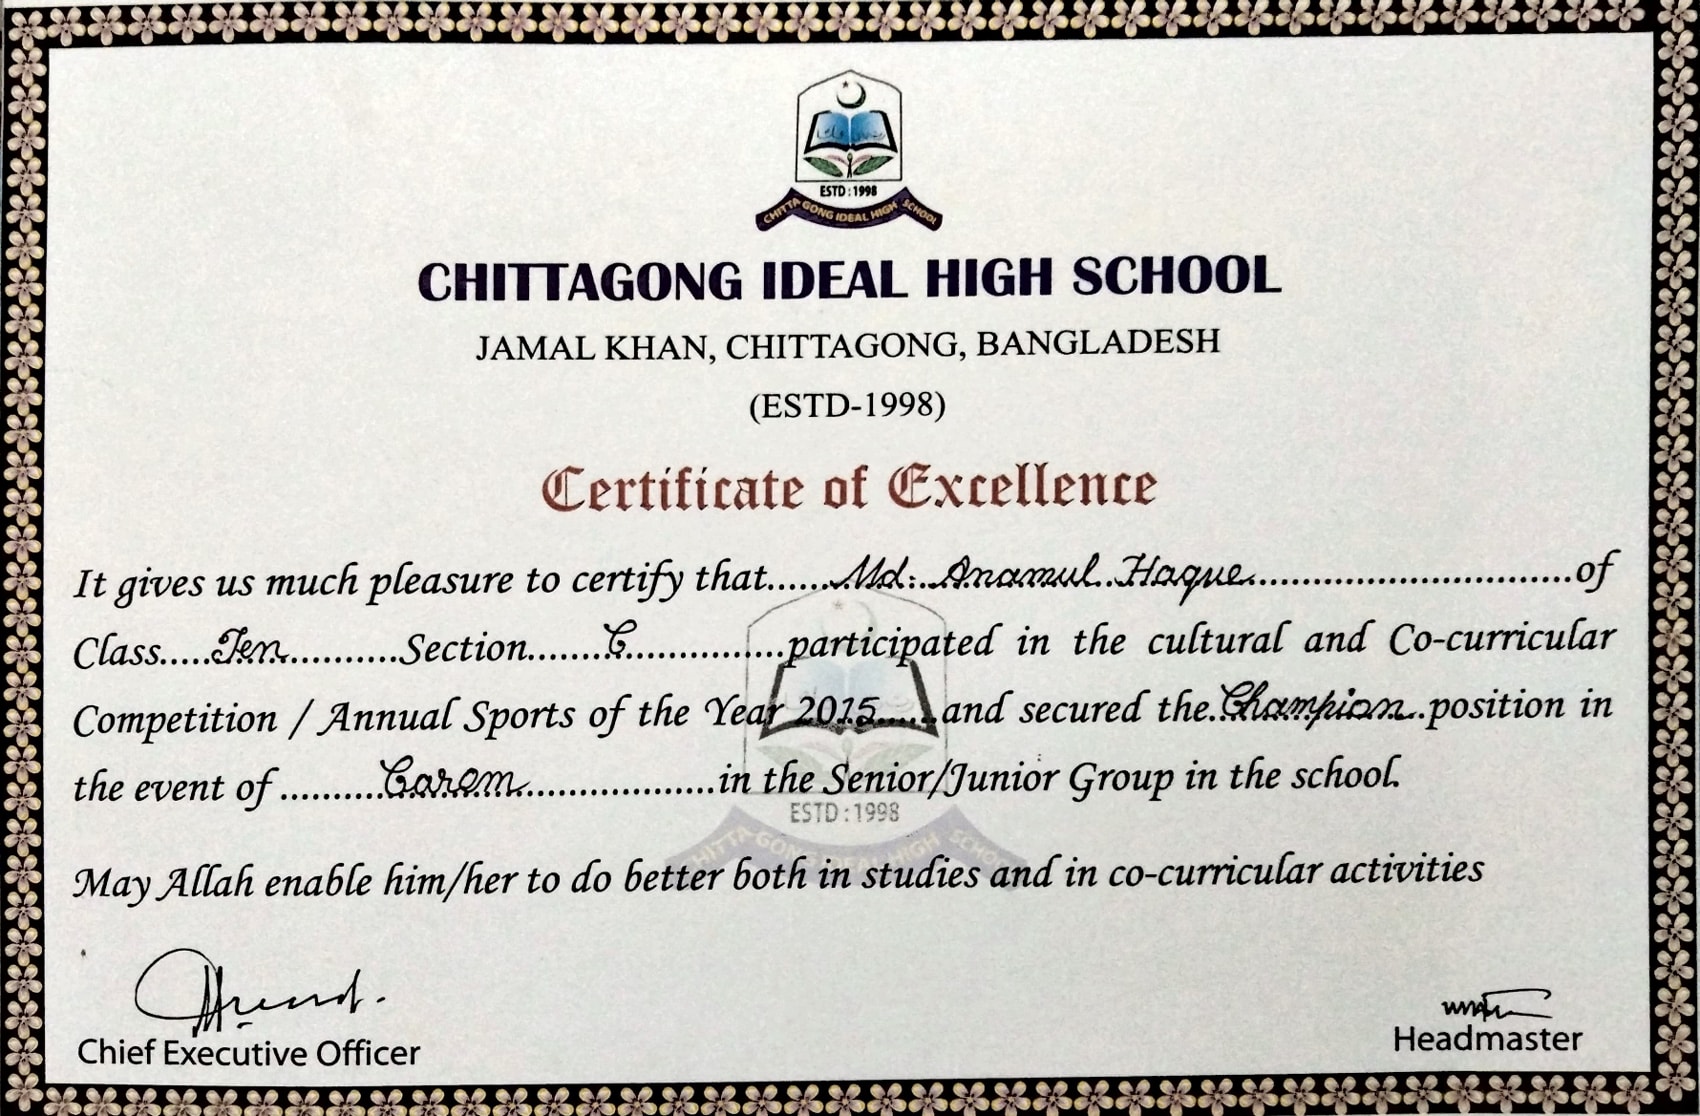 ESTD : 1998
CHITTAGONG IDEAL HIGH SCHOOL
CHITTAGONG IDEAL HIGH SCHOOL
JAMAL KHAN, CHITTAGONG, BANGLADESH
(ESTD-1998)
Certificate of Excellence
It gives us much pleasure to certify that......Md. Anamul Haque..............................of
Class.....Ten...........Section.......C...............participated in the cultural and Co-curricular
Competition / Annual Sports of the Year 2015......and secured the..Champion..position in
the event of ..........Carom...................in the Senior/Junior Group in the school.
ESTD : 1998
CHITTAGONG IDEAL HIGH SCHOOL
May Allah enable him/her to do better both in studies and in co-curricular activities
Chief Executive Officer
Headmaster